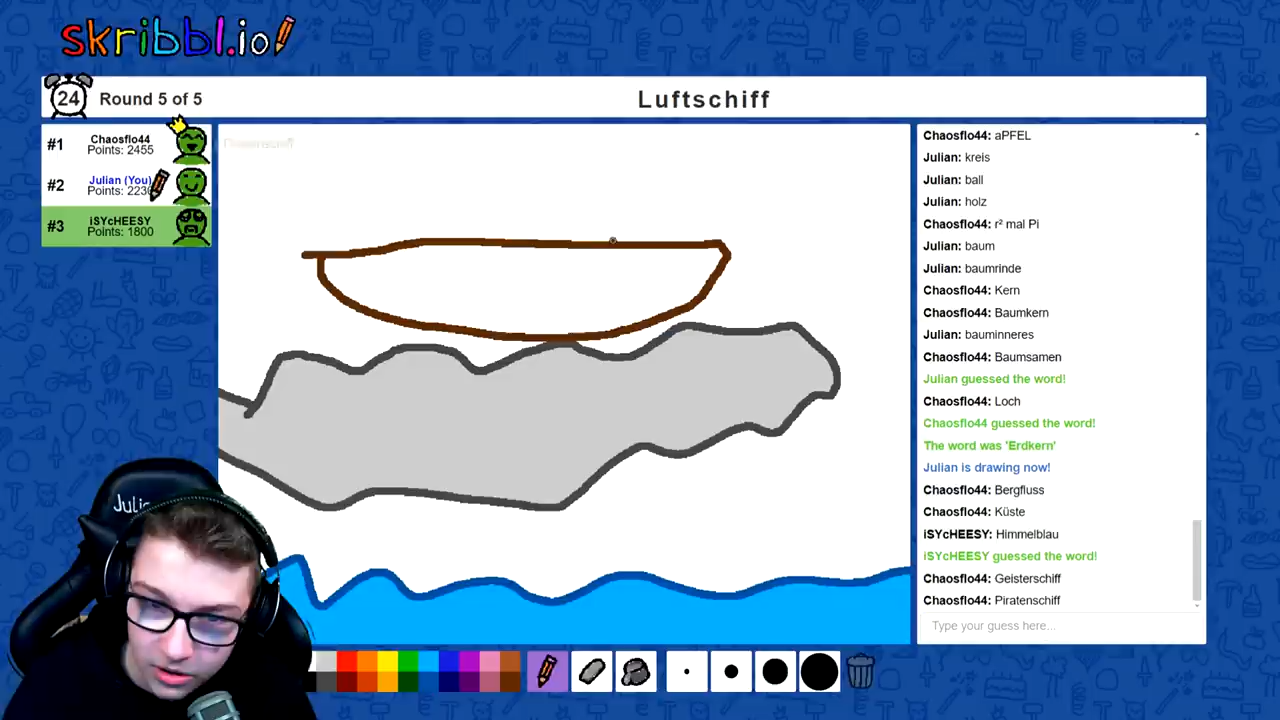 skribbl.io
24
Round 5 of 5
Luftschiff
#1
Chaosflo44
Points: 2455
#2
Julian (You)
Points: 2236
#3
iSYcHEESY
Points: 1800
Chaosflo44: aPFEL
Julian: kreis
Julian: ball
Julian: holz
Chaosflo44: r² mal Pi
Julian: baum
Julian: baumrinde
Chaosflo44: Kern
Chaosflo44: Baumkern
Julian: bauminneres
Chaosflo44: Baumsamen
Julian guessed the word!
Chaosflo44: Loch
Chaosflo44 guessed the word!
The word was 'Erdkern'
Julian is drawing now!
Chaosflo44: Bergfluss
Chaosflo44: Küste
iSYcHEESY: Himmelblau
iSYcHEESY guessed the word!
Chaosflo44: Geisterschiff
Chaosflo44: Piratenschiff
Type your guess here...